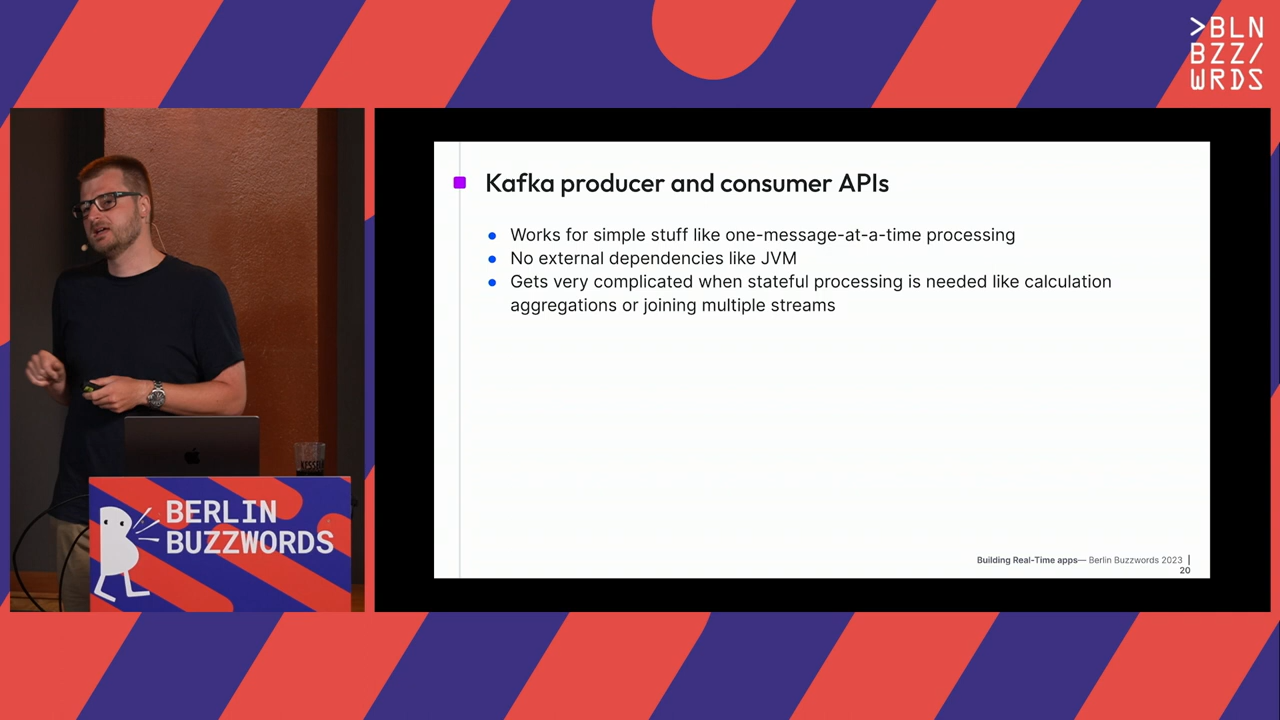 >BLN
BZZ/
WRDS
Kafka producer and consumer APIs
Works for simple stuff like one-message-at-a-time processing
No external dependencies like JVM
Gets very complicated when stateful processing is needed like calculation
aggregations or joining multiple streams
Building Real-Time apps— Berlin Buzzwords 2023 |
20
BERLIN
BUZZWORDS